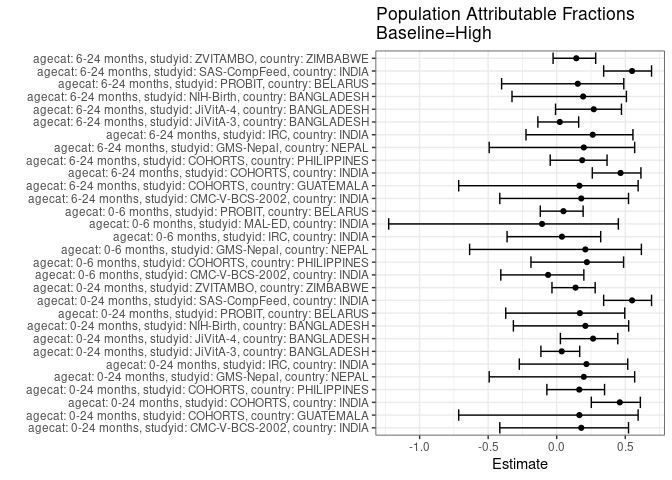 Population Attributable Fractions
Baseline=High
agecat: 6-24 months, studyid: ZVITAMBO, country: ZIMBABWE
agecat: 6-24 months, studyid: SAS-CompFeed, country: INDIA
agecat: 6-24 months, studyid: PROBIT, country: BELARUS
agecat: 6-24 months, studyid: NIH-Birth, country: BANGLADESH
agecat: 6-24 months, studyid: JiVitA-4, country: BANGLADESH
agecat: 6-24 months, studyid: JiVitA-3, country: BANGLADESH
agecat: 6-24 months, studyid: IRC, country: INDIA
agecat: 6-24 months, studyid: GMS-Nepal, country: NEPAL
agecat: 6-24 months, studyid: COHORTS, country: PHILIPPINES
agecat: 6-24 months, studyid: COHORTS, country: INDIA
agecat: 6-24 months, studyid: COHORTS, country: GUATEMALA
agecat: 6-24 months, studyid: CMC-V-BCS-2002, country: INDIA
agecat: 0-6 months, studyid: PROBIT, country: BELARUS
agecat: 0-6 months, studyid: MAL-ED, country: INDIA
agecat: 0-6 months, studyid: IRC, country: INDIA
agecat: 0-6 months, studyid: GMS-Nepal, country: NEPAL
agecat: 0-6 months, studyid: COHORTS, country: PHILIPPINES
agecat: 0-6 months, studyid: CMC-V-BCS-2002, country: INDIA
agecat: 0-24 months, studyid: ZVITAMBO, country: ZIMBABWE
agecat: 0-24 months, studyid: SAS-CompFeed, country: INDIA
agecat: 0-24 months, studyid: PROBIT, country: BELARUS
agecat: 0-24 months, studyid: NIH-Birth, country: BANGLADESH
agecat: 0-24 months, studyid: JiVitA-4, country: BANGLADESH
agecat: 0-24 months, studyid: JiVitA-3, country: BANGLADESH
agecat: 0-24 months, studyid: IRC, country: INDIA
agecat: 0-24 months, studyid: GMS-Nepal, country: NEPAL
agecat: 0-24 months, studyid: COHORTS, country: PHILIPPINES
agecat: 0-24 months, studyid: COHORTS, country: INDIA
agecat: 0-24 months, studyid: COHORTS, country: GUATEMALA
agecat: 0-24 months, studyid: CMC-V-BCS-2002, country: INDIA
-1.0 -0.5 0.0 0.5
Estimate